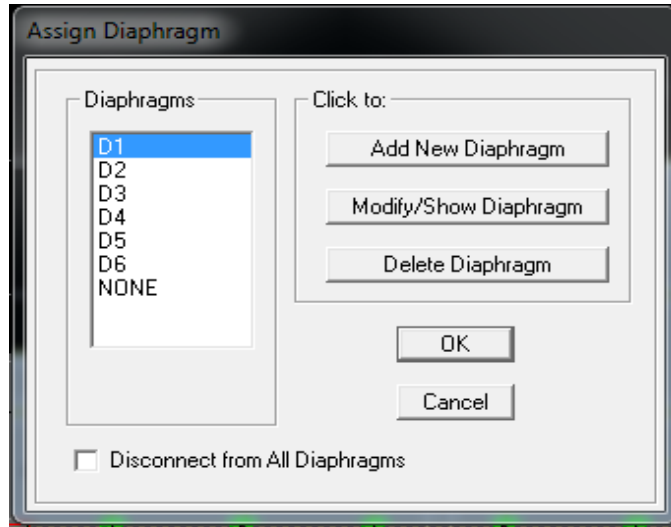 Assign Diaphragm
Diaphragms
D1
D2
D3
D4
D5
D6
NONE
Click to:
Add New Diaphragm
Modify/Show Diaphragm
Delete Diaphragm
OK
Cancel
Disconnect from All Diaphragms